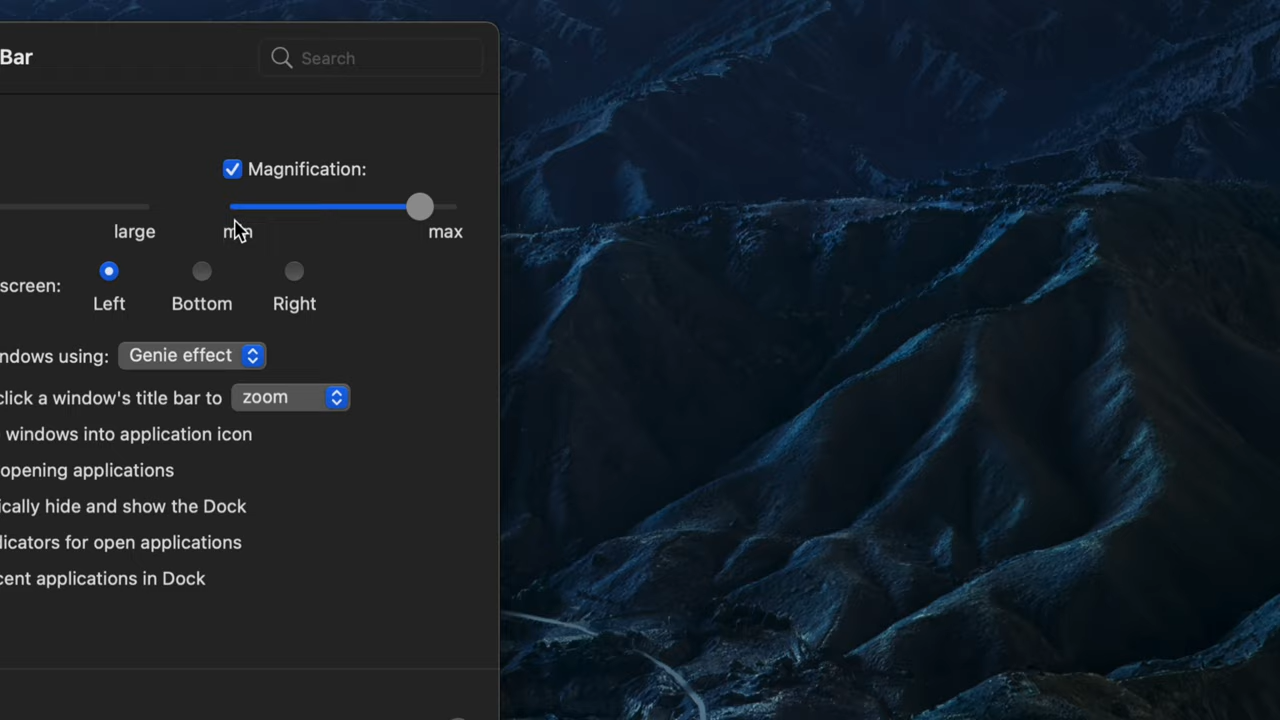 Bar
Search
Magnification:
large
max
screen:
Left
Bottom
Right
ndows using:
Genie effect
click a window's title bar to
zoom
windows into application icon
opening applications
ically hide and show the Dock
licators for open applications
cent applications in Dock